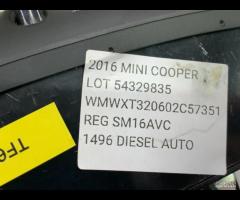 2016 MINI COOPER
LOT 54329835
WMWXT320602C57351
REG SM16AVC
1496 DIESEL AUTO